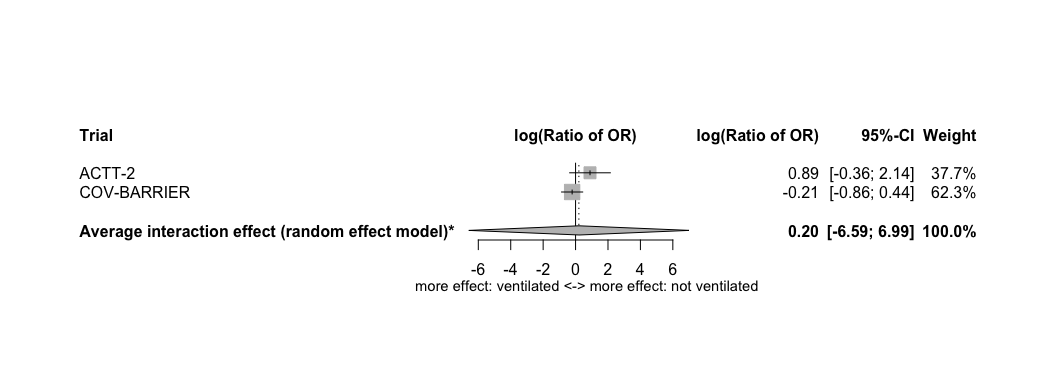 Trial log(Ratio of OR) log(Ratio of OR) 95%-CI Weight
ACTT-2 0.89 [-0.36; 2.14] 37.7%
COV-BARRIER -0.21 [-0.86; 0.44] 62.3%
Average interaction effect (random effect model)* 0.20 [-6.59; 6.99] 100.0%
-6 -4 -2 0 2 4 6
more effect: ventilated <-> more effect: not ventilated